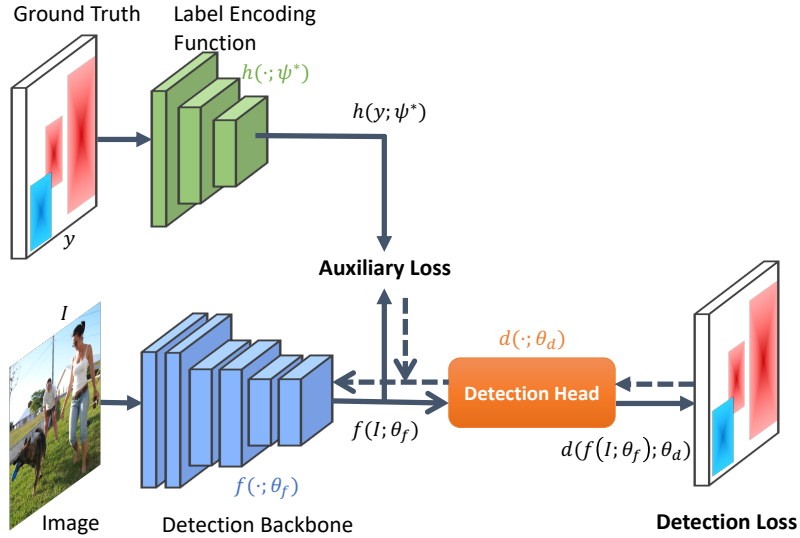 Ground Truth
Label Encoding
Function
h(·; ψ*)
h(y; ψ*)
y
Auxiliary Loss
I
d(·; θ_d)
Detection Head
f(I; θ_f)
d(f(I; θ_f); θ_d)
f(·; θ_f)
Image
Detection Backbone
Detection Loss